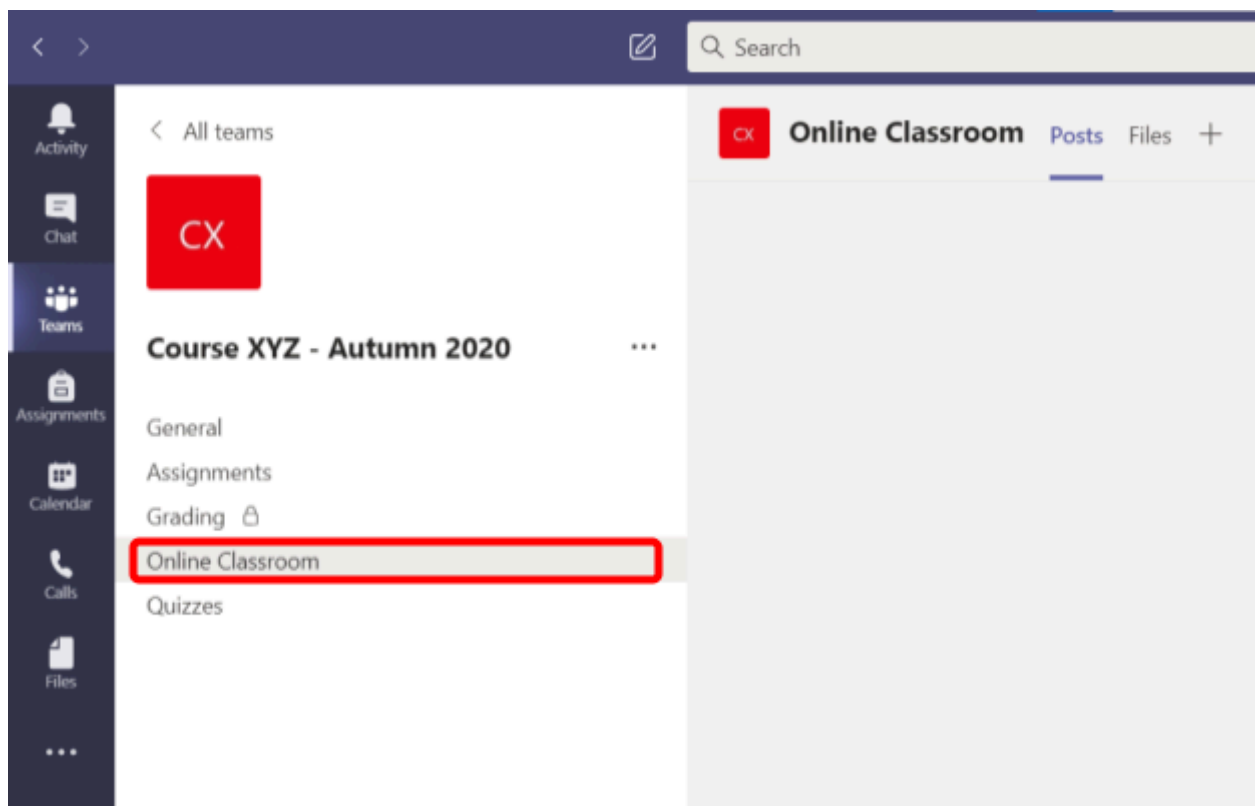 Search
Activity
Chat
Teams
Assignments
Calendar
Calls
Files
All teams
CX
Course XYZ - Autumn 2020
General
Assignments
Grading
Online Classroom
Quizzes
CX
Online Classroom Posts Files